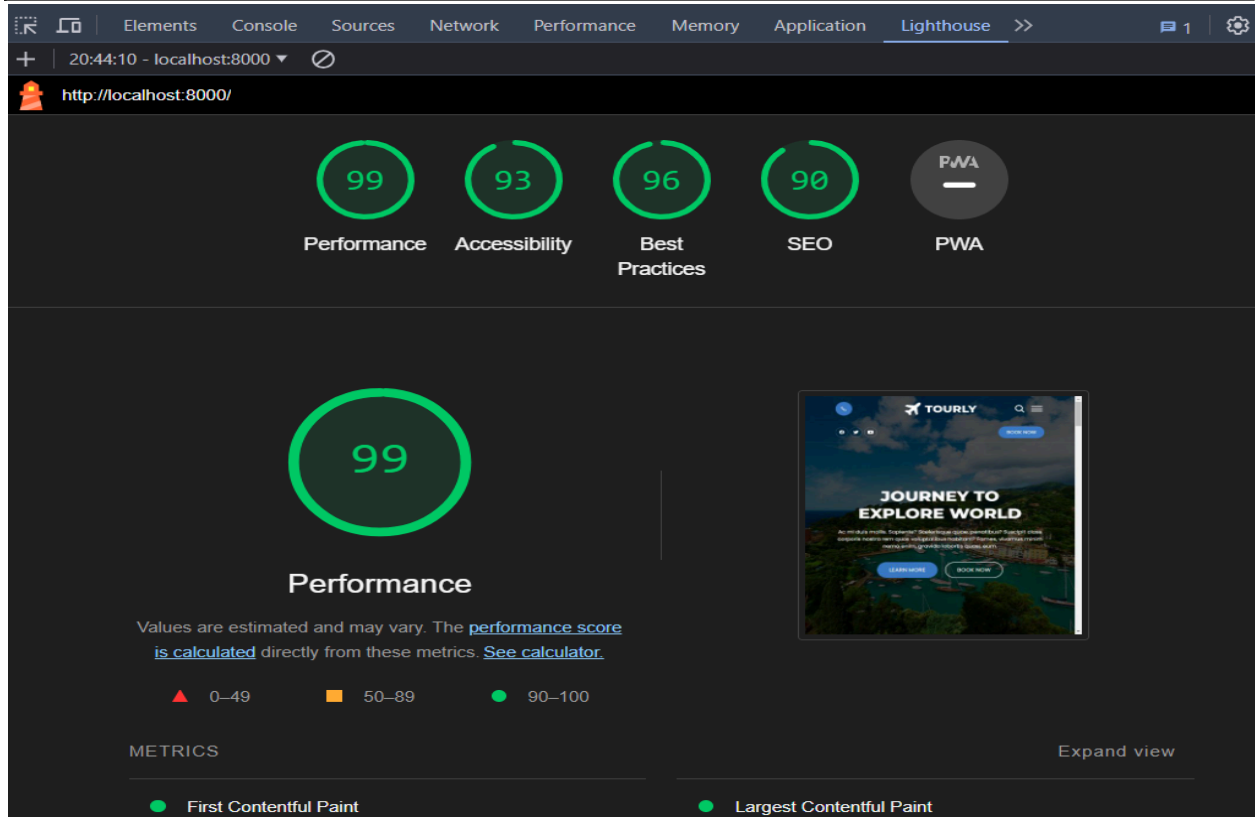 Elements Console Sources Network Performance Memory Application Lighthouse >> 1
+ 20:44:10 - localhost:8000
http://localhost:8000/
99 93 96 90 PWA
Performance Accessibility Best Practices SEO PWA
99
TOURLY
BOOK NOW
JOURNEY TO
EXPLORE WORLD
LEARN MORE BOOK NOW
Performance
Values are estimated and may vary. The performance score
is calculated directly from these metrics. See calculator.
0–49 50–89 90–100
METRICS Expand view
First Contentful Paint Largest Contentful Paint